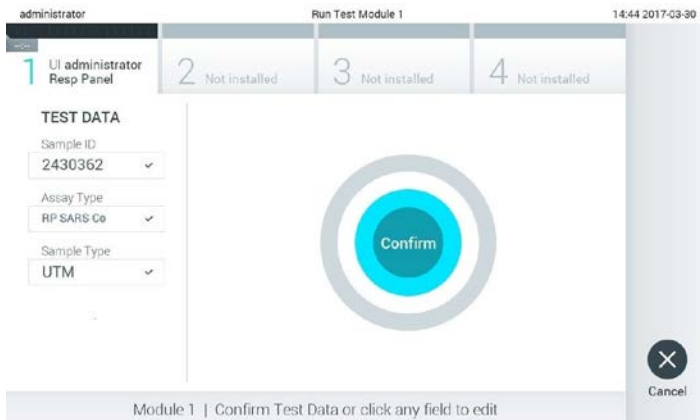 administrator Run Test Module 1 14:44 2017-03-30
1 UI administrator
Resp Panel
2 Not installed
3 Not installed
4 Not installed
TEST DATA
Sample ID
2430362
Assay Type
RP SARS Co
Sample Type
UTM
Confirm
Cancel
Module 1 | Confirm Test Data or click any field to edit